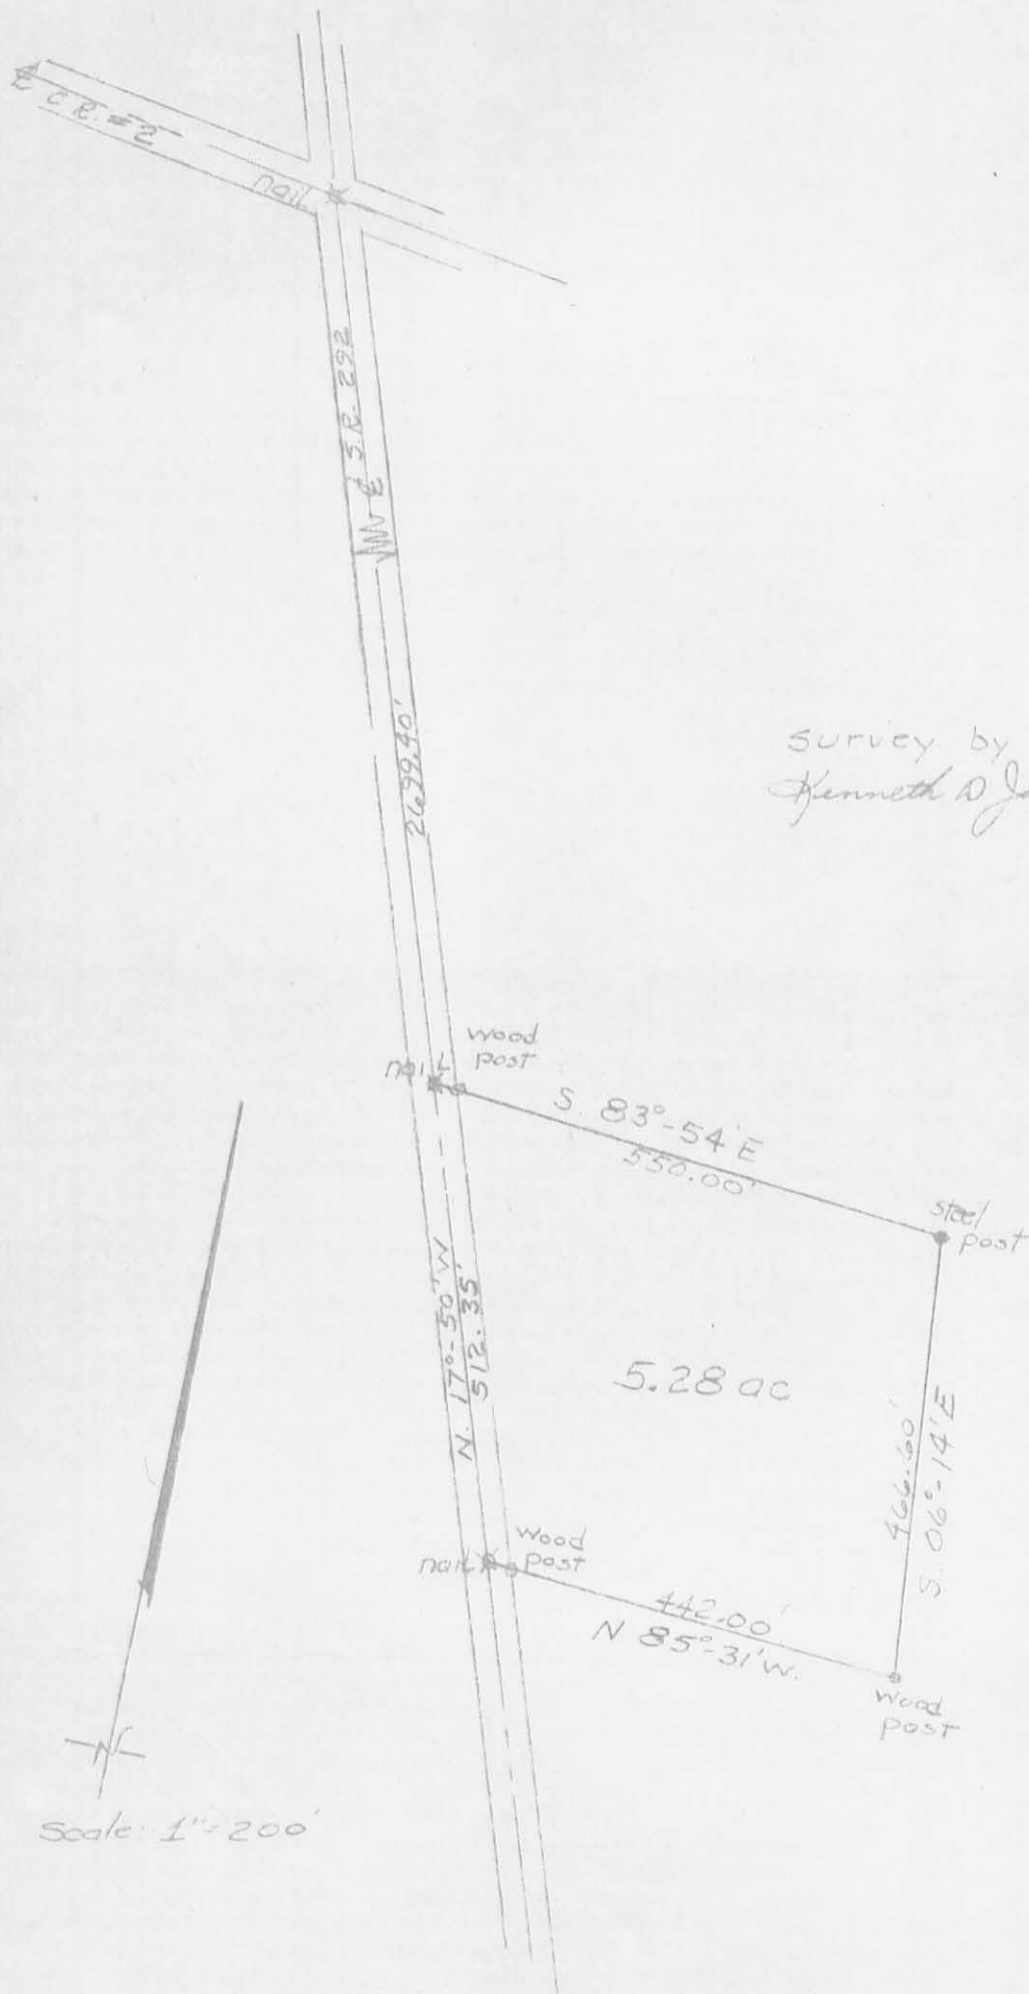 ℄ C.R. #2
nail
℄ S.R. 292
2699.40'
survey by
Kenneth D
nail
wood
post
S. 83°-54' E
550.00'
steel
post
N. 17°-50' W
512.35'
5.28 ac
466.60'
S. 06°-14' E
nail
wood
post
442.00'
N 85°-31' W.
wood
post
N
Scale: 1"=200'